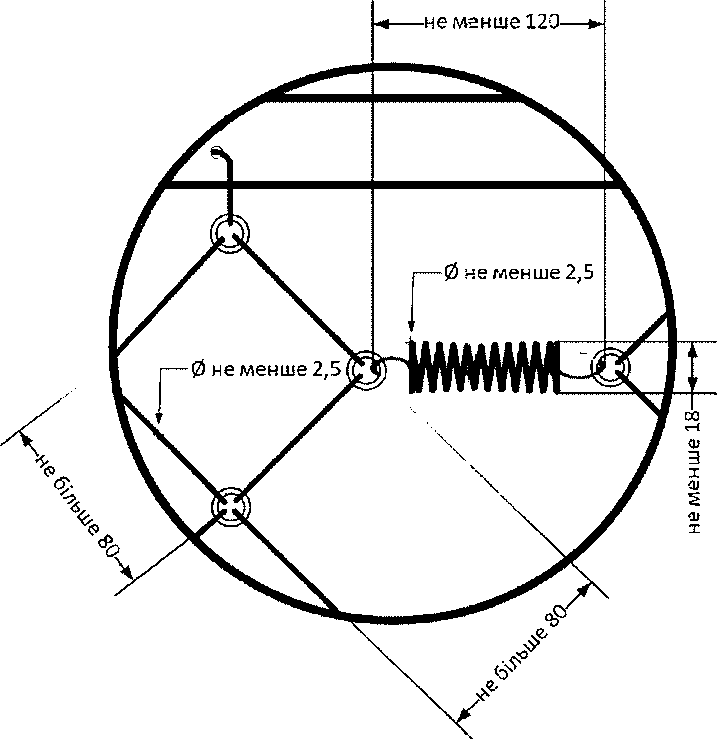 не менше 120
Ø не менше 2,5
Ø не менше 2,5
не менше 18
не більше 80
не більше 80